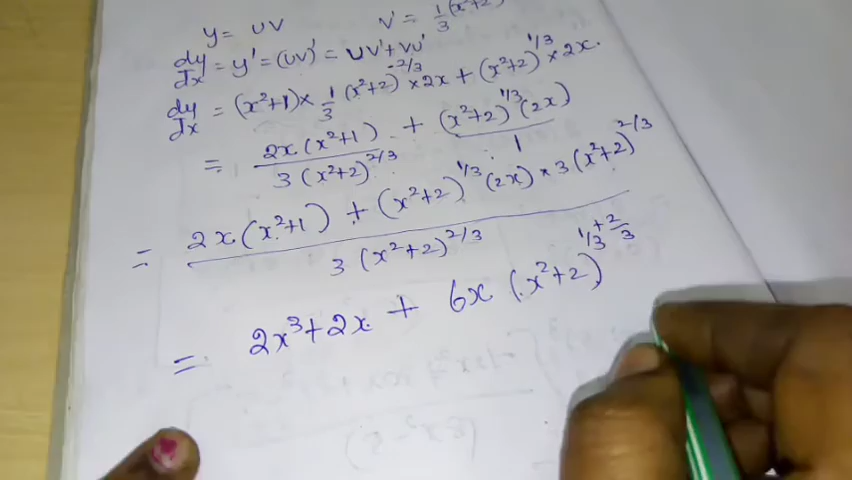 y = UV V' = 1/3 (x²+2)
dy/dx = y' = (UV)' = UV' + VU'
dy/dx = (x²+1) × 1/3 (x²+2)^-2/3 × 2x + (x²+2)^1/3 × 2x.
= 2x(x²+1) / 3(x²+2)^2/3 + (x²+2)^1/3 (2x) / 1
= 2x(x²+1) + (x²+2)^1/3 (2x) × 3(x²+2)^2/3 / 3(x²+2)^2/3
= 2x³+2x + 6x (x²+2)^1/3+2/3